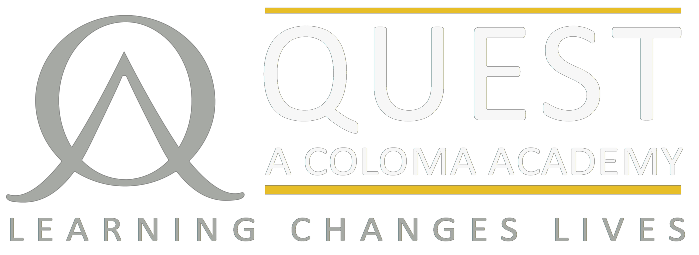 QUEST
A COLOMA ACADEMY
LEARNING CHANGES LIVES